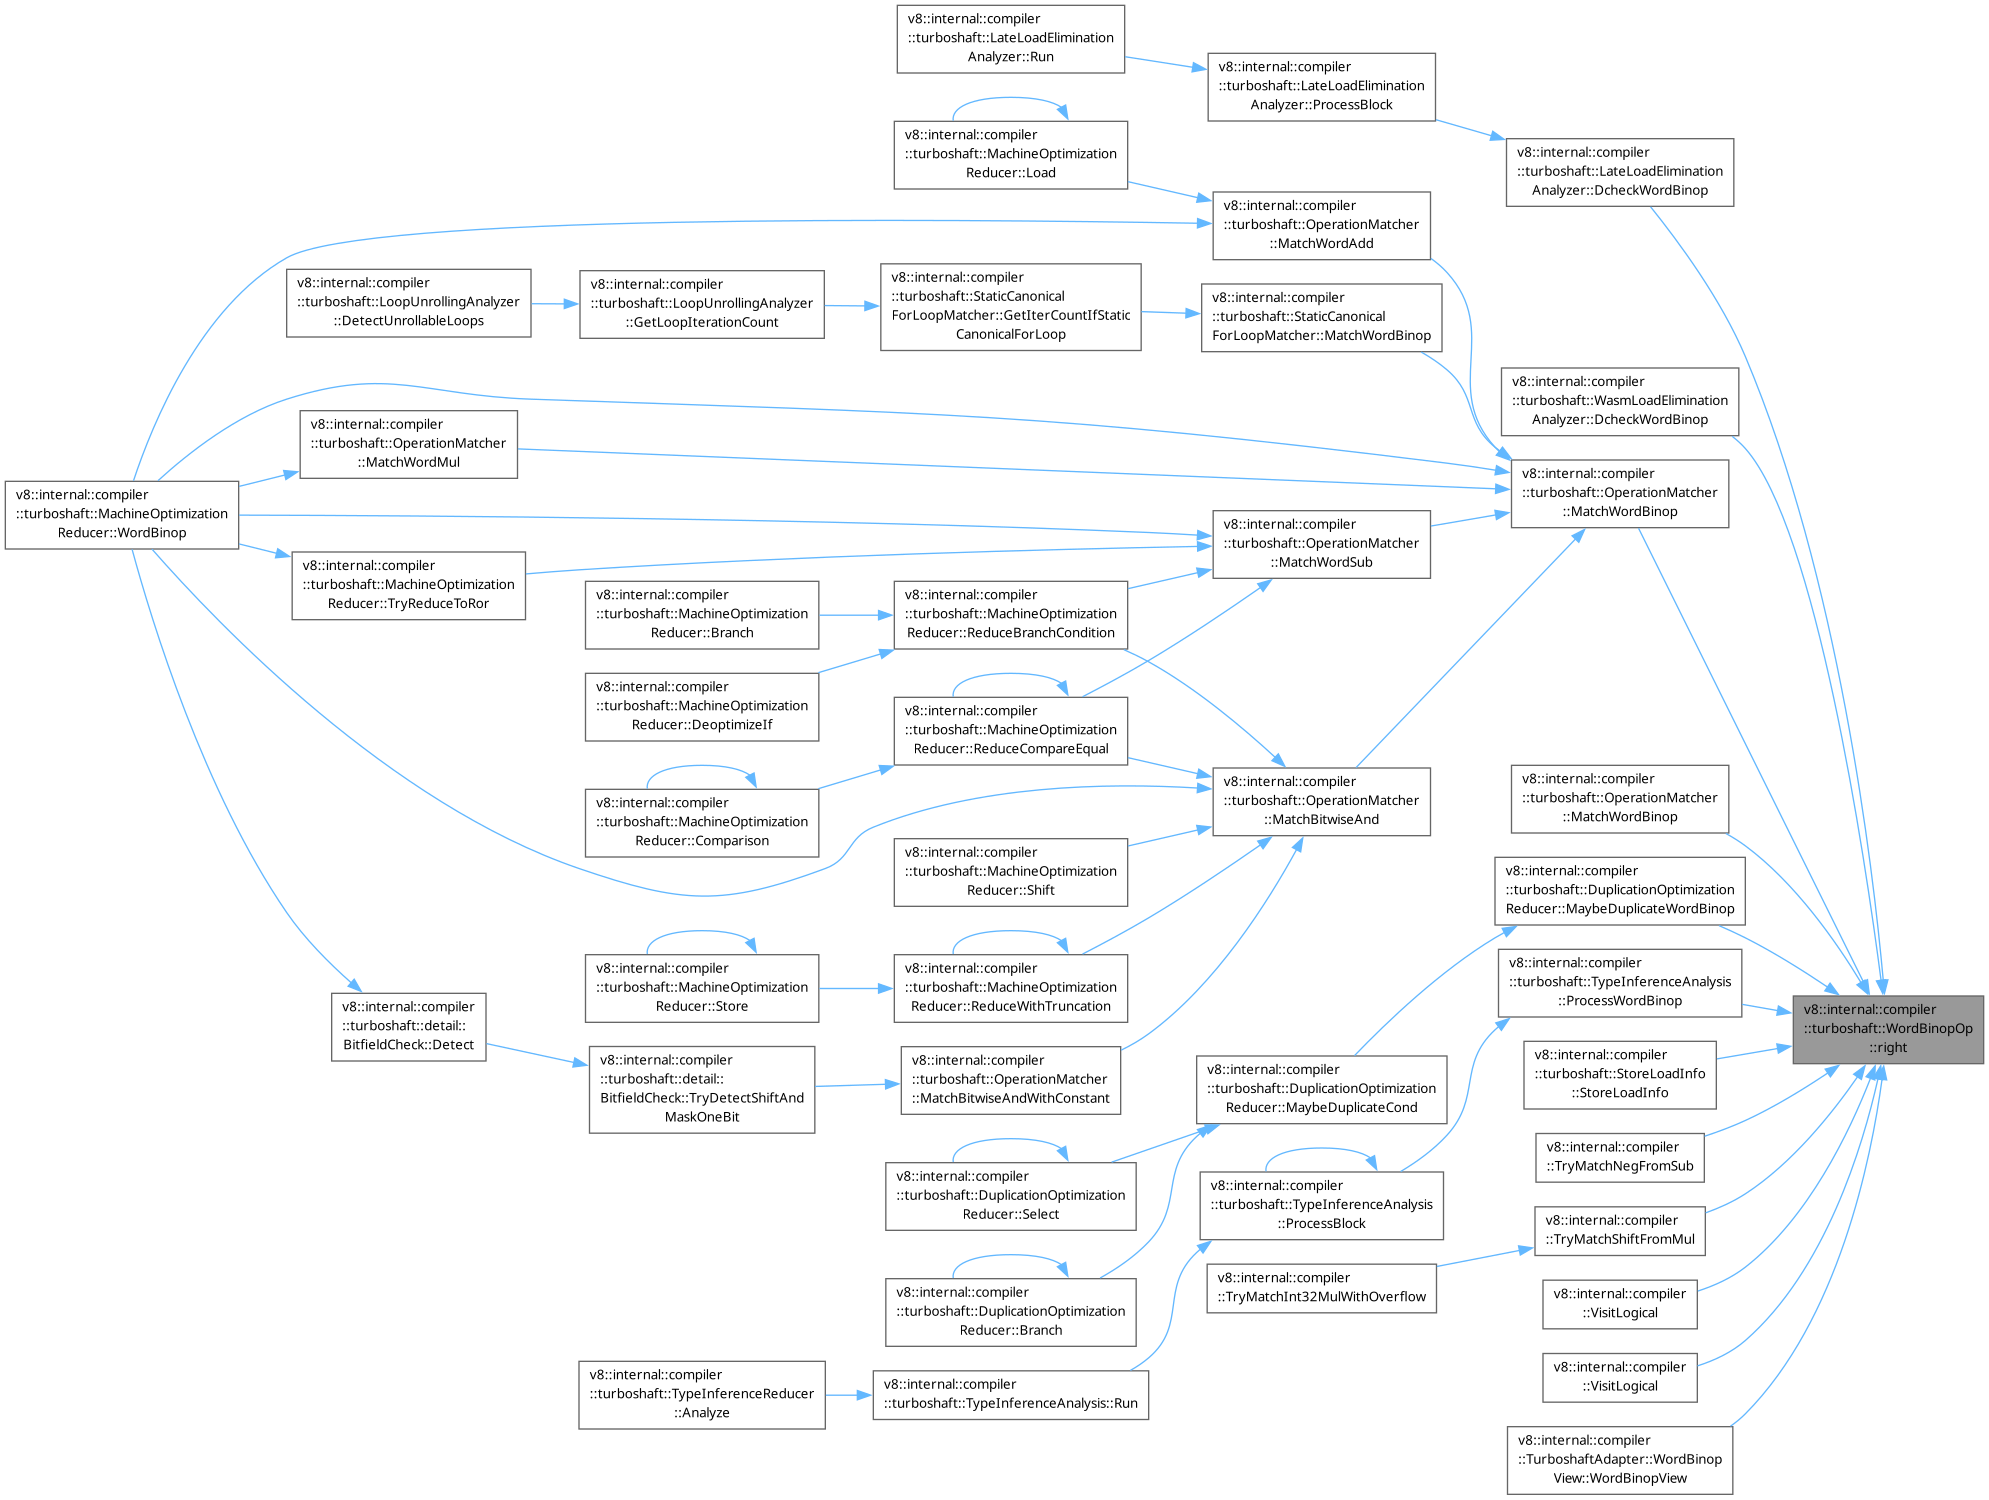 v8::internal::compiler
::turboshaft::LateLoadElimination
Analyzer::Run
v8::internal::compiler
::turboshaft::LateLoadElimination
Analyzer::ProcessBlock
v8::internal::compiler
::turboshaft::MachineOptimization
Reducer::Load
v8::internal::compiler
::turboshaft::LateLoadElimination
Analyzer::DcheckWordBinop
v8::internal::compiler
::turboshaft::OperationMatcher
::MatchWordAdd
v8::internal::compiler
::turboshaft::LoopUnrollingAnalyzer
::DetectUnrollableLoops
v8::internal::compiler
::turboshaft::LoopUnrollingAnalyzer
::GetLoopIterationCount
v8::internal::compiler
::turboshaft::StaticCanonical
ForLoopMatcher::GetIterCountIfStatic
CanonicalForLoop
v8::internal::compiler
::turboshaft::StaticCanonical
ForLoopMatcher::MatchWordBinop
v8::internal::compiler
::turboshaft::WasmLoadElimination
Analyzer::DcheckWordBinop
v8::internal::compiler
::turboshaft::OperationMatcher
::MatchWordMul
v8::internal::compiler
::turboshaft::OperationMatcher
::MatchWordBinop
v8::internal::compiler
::turboshaft::MachineOptimization
Reducer::WordBinop
v8::internal::compiler
::turboshaft::OperationMatcher
::MatchWordSub
v8::internal::compiler
::turboshaft::MachineOptimization
Reducer::TryReduceToRor
v8::internal::compiler
::turboshaft::MachineOptimization
Reducer::Branch
v8::internal::compiler
::turboshaft::MachineOptimization
Reducer::ReduceBranchCondition
v8::internal::compiler
::turboshaft::MachineOptimization
Reducer::DeoptimizeIf
v8::internal::compiler
::turboshaft::MachineOptimization
Reducer::ReduceCompareEqual
v8::internal::compiler
::turboshaft::MachineOptimization
Reducer::Comparison
v8::internal::compiler
::turboshaft::OperationMatcher
::MatchBitwiseAnd
v8::internal::compiler
::turboshaft::OperationMatcher
::MatchWordBinop
v8::internal::compiler
::turboshaft::MachineOptimization
Reducer::Shift
v8::internal::compiler
::turboshaft::DuplicationOptimization
Reducer::MaybeDuplicateWordBinop
v8::internal::compiler
::turboshaft::MachineOptimization
Reducer::Store
v8::internal::compiler
::turboshaft::MachineOptimization
Reducer::ReduceWithTruncation
v8::internal::compiler
::turboshaft::TypeInferenceAnalysis
::ProcessWordBinop
v8::internal::compiler
::turboshaft::WordBinopOp
::right
v8::internal::compiler
::turboshaft::detail::
BitfieldCheck::Detect
v8::internal::compiler
::turboshaft::detail::
BitfieldCheck::TryDetectShiftAnd
MaskOneBit
v8::internal::compiler
::turboshaft::OperationMatcher
::MatchBitwiseAndWithConstant
v8::internal::compiler
::turboshaft::DuplicationOptimization
Reducer::MaybeDuplicateCond
v8::internal::compiler
::turboshaft::StoreLoadInfo
::StoreLoadInfo
v8::internal::compiler
::TryMatchNegFromSub
v8::internal::compiler
::turboshaft::DuplicationOptimization
Reducer::Select
v8::internal::compiler
::turboshaft::TypeInferenceAnalysis
::ProcessBlock
v8::internal::compiler
::TryMatchShiftFromMul
v8::internal::compiler
::TryMatchInt32MulWithOverflow
v8::internal::compiler
::VisitLogical
v8::internal::compiler
::turboshaft::DuplicationOptimization
Reducer::Branch
v8::internal::compiler
::VisitLogical
v8::internal::compiler
::turboshaft::TypeInferenceReducer
::Analyze
v8::internal::compiler
::turboshaft::TypeInferenceAnalysis::Run
v8::internal::compiler
::TurboshaftAdapter::WordBinop
View::WordBinopView